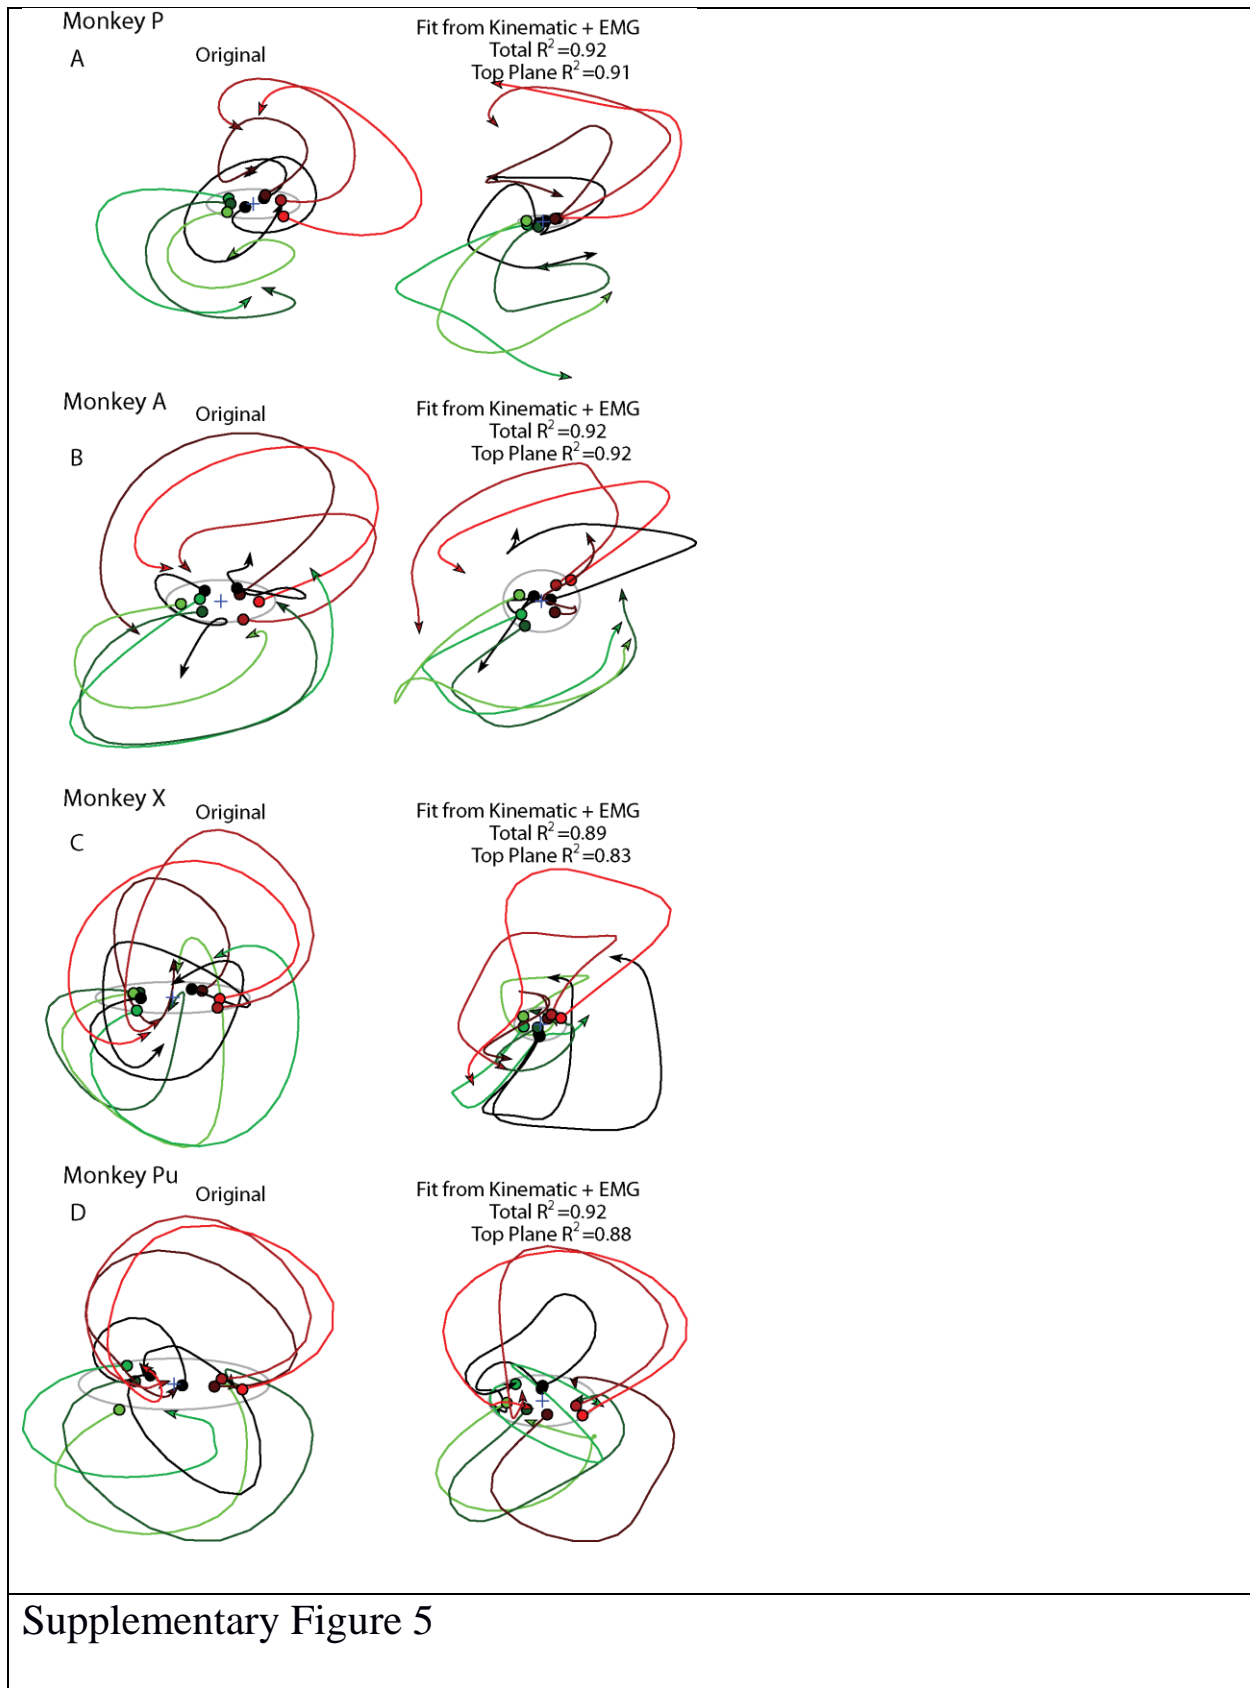 Monkey P
A
Original
Fit from Kinematic + EMG
Total R²=0.92
Top Plane R²=0.91
Monkey A
B
Original
Fit from Kinematic + EMG
Total R²=0.92
Top Plane R²=0.92
Monkey X
C
Original
Fit from Kinematic + EMG
Total R²=0.89
Top Plane R²=0.83
Monkey Pu
D
Original
Fit from Kinematic + EMG
Total R²=0.92
Top Plane R²=0.88
Supplementary Figure 5